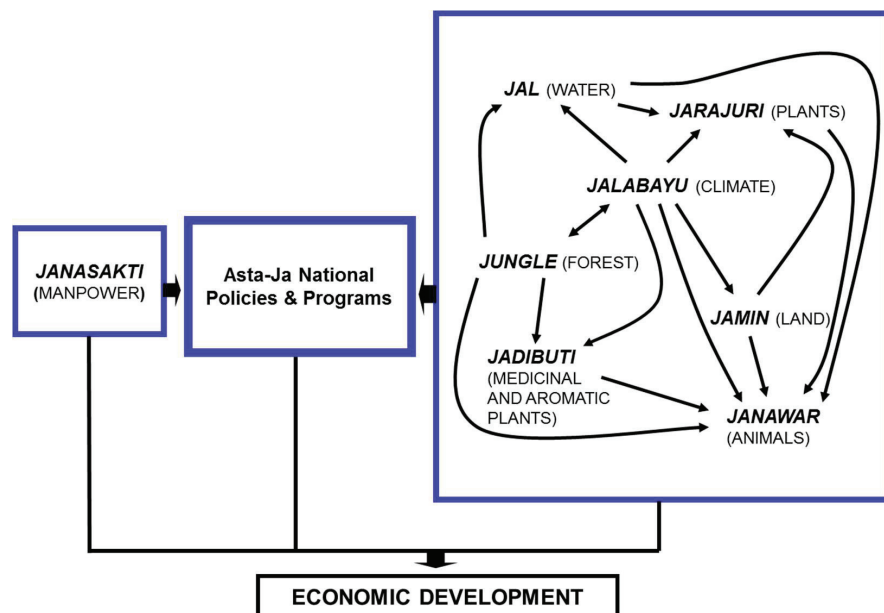 JAL (WATER)
JARAJURI (PLANTS)
JALABAYU (CLIMATE)
JANASAKTI
(MANPOWER)
Asta-Ja National
Policies & Programs
JUNGLE (FOREST)
JAMIN (LAND)
JADIBUTI
(MEDICINAL
AND AROMATIC
PLANTS)
JANAWAR
(ANIMALS)
ECONOMIC DEVELOPMENT